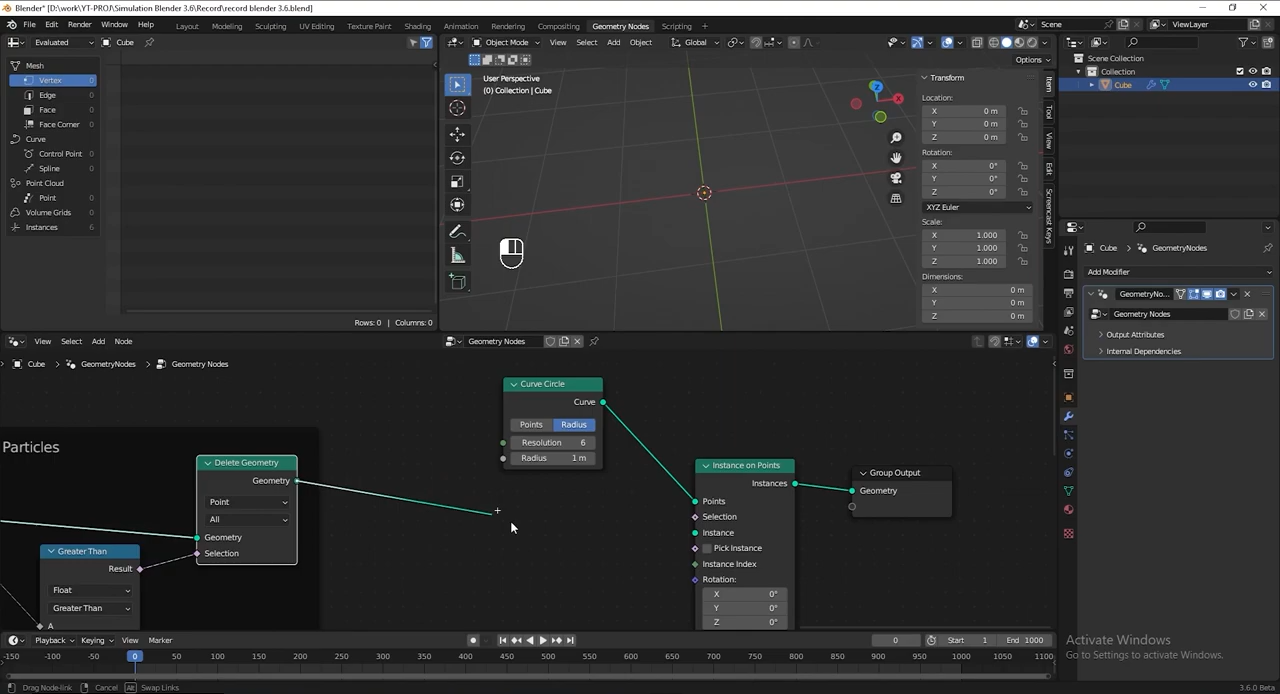 Blender* [D:\work\YT-PROJ\Simulation Blender 3.6\Record\record blender 3.6.blend]
File Edit Render Window Help Layout Modeling Sculpting UV Editing Texture Paint Shading Animation Rendering Compositing Geometry Nodes Scripting + Scene ViewLayer
Evaluated Cube
Object Mode View Select Add Object Global
Options
Mesh
Vertex 0
Edge 0
Face 0
Face Corner 0
Curve
Control Point 0
Spline 0
Point Cloud
Point 0
Volume Grids 0
Instances 6
Rows: 0 | Columns: 0
User Perspective
(0) Collection | Cube
Z
X
Transform
Location:
X 0 m
Y 0 m
Z 0 m
Rotation:
X 0°
Y 0°
Z 0°
XYZ Euler
Scale:
X 1.000
Y 1.000
Z 1.000
Dimensions:
X 0 m
Y 0 m
Z 0 m
Item
Tool
View
Edit
Screencast Keys
Scene Collection
Collection
Cube
Cube > GeometryNodes
Add Modifier
GeometryNo...
Geometry Nodes
Output Attributes
Internal Dependencies
View Select Add Node Geometry Nodes
Cube > GeometryNodes > Geometry Nodes
Particles
Delete Geometry
Geometry
Point
All
Geometry
Selection
Greater Than
Result
Float
Greater Than
A
Curve Circle
Curve
Points Radius
Resolution 6
Radius 1 m
Instance on Points
Instances
Points
Selection
Instance
Pick Instance
Instance Index
Rotation:
X 0°
Y 0°
Z 0°
Group Output
Geometry
Playback Keying View Marker 0 Start 1 End 1000
-150 -100 -50 0 50 100 150 200 250 300 350 400 450 500 550 600 650 700 750 800 850 900 950 1000 1050 1100
Activate Windows
Go to Settings to activate Windows.
Drag Node-link Cancel Alt Swap Links 3.6.0 Beta